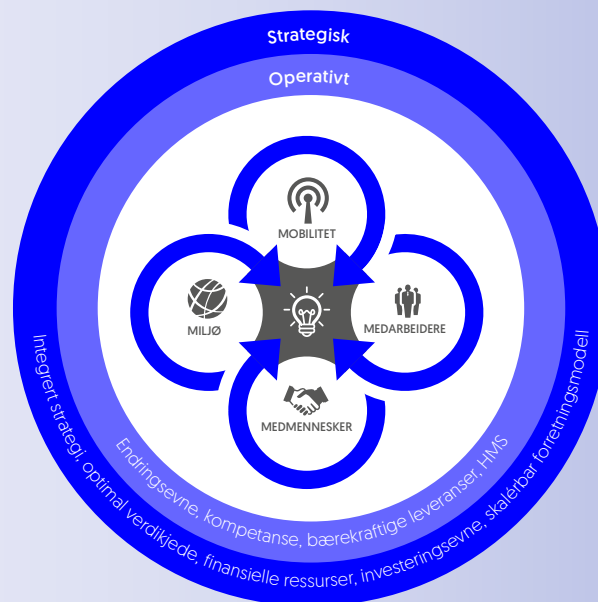 Strategisk
Operativt
MOBILITET
MILJØ
MEDARBEIDERE
MEDMENNESKER
Endringsevne, kompetanse, bærekraftige leveranser, HMS
Integrert strategi, optimal verdikjede, finansielle ressurser, investeringsevne, skalérbar forretningsmodell